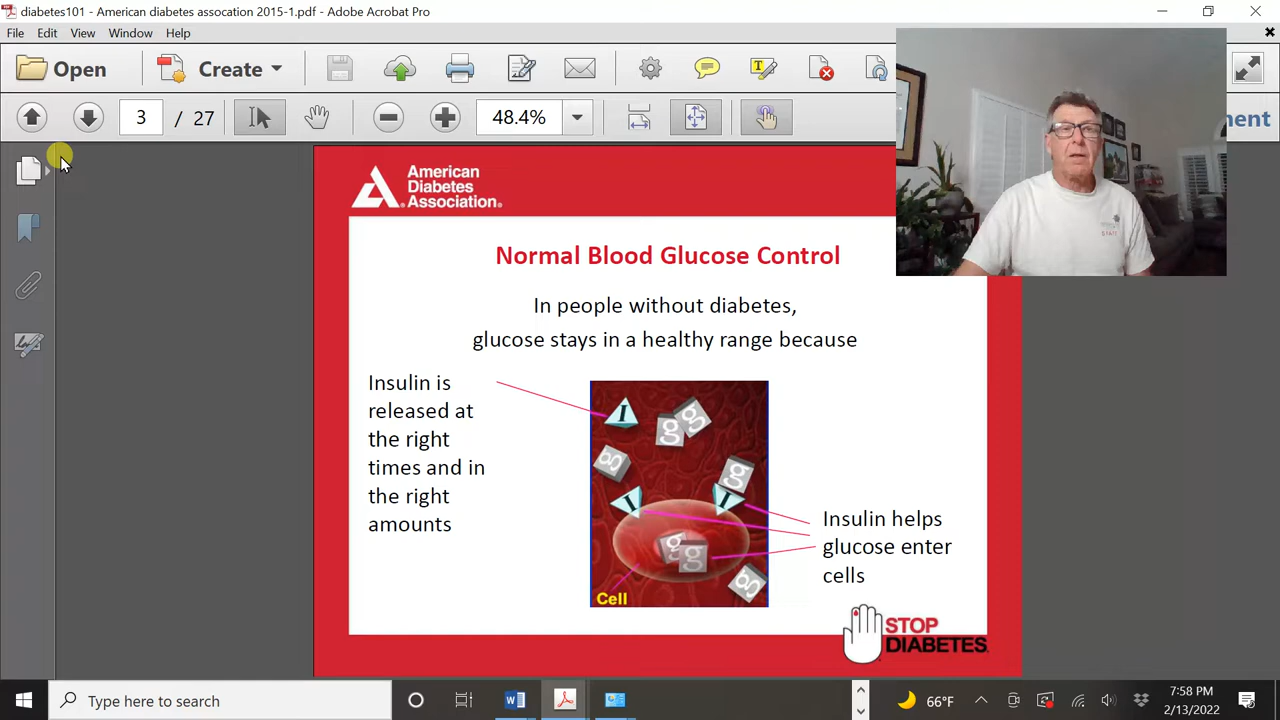 diabetes101 - American diabetes assocation 2015-1.pdf - Adobe Acrobat Pro
File Edit View Window Help
Open Create
3 / 27 48.4% ment
American
Diabetes
Association.
Normal Blood Glucose Control
In people without diabetes,
glucose stays in a healthy range because
Insulin is
released at
the right
times and in
the right
amounts
I
g g
g g
I I
g g
g
Cell
Insulin helps
glucose enter
cells
STOP
DIABETES
Type here to search
66°F
7:58 PM
2/13/2022